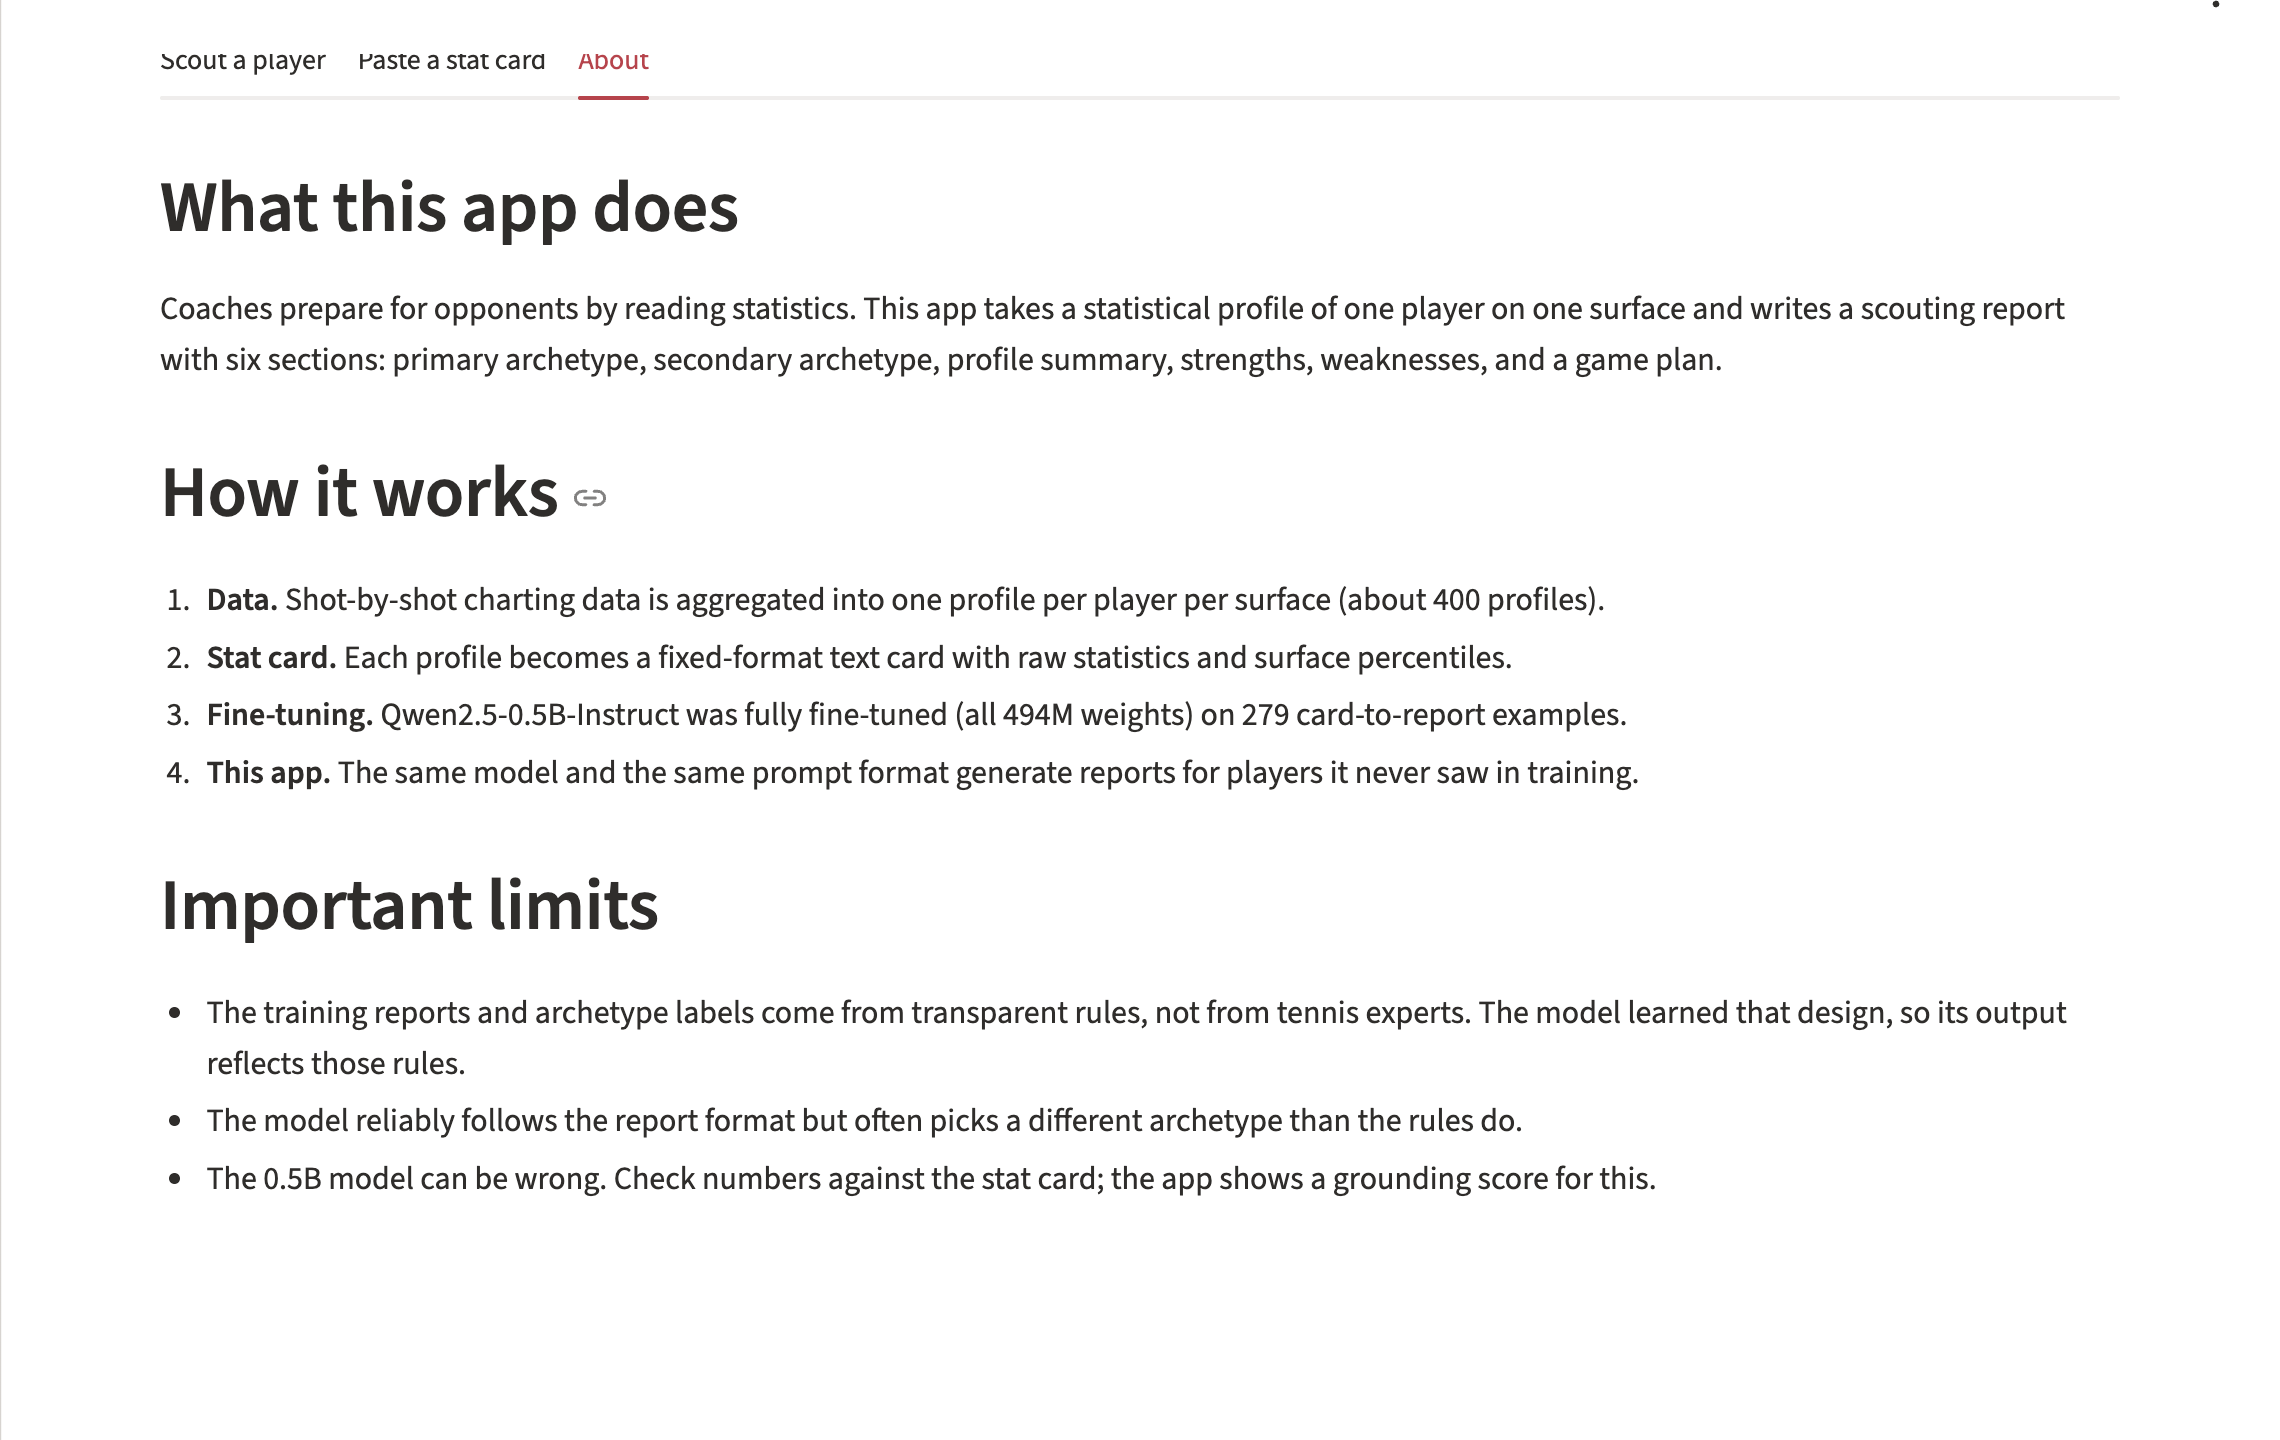 Scout a player Paste a stat card About
What this app does
Coaches prepare for opponents by reading statistics. This app takes a statistical profile of one player on one surface and writes a scouting report
with six sections: primary archetype, secondary archetype, profile summary, strengths, weaknesses, and a game plan.
How it works
1. Data. Shot-by-shot charting data is aggregated into one profile per player per surface (about 400 profiles).
2. Stat card. Each profile becomes a fixed-format text card with raw statistics and surface percentiles.
3. Fine-tuning. Qwen2.5-0.5B-Instruct was fully fine-tuned (all 494M weights) on 279 card-to-report examples.
4. This app. The same model and the same prompt format generate reports for players it never saw in training.
Important limits
• The training reports and archetype labels come from transparent rules, not from tennis experts. The model learned that design, so its output
reflects those rules.
• The model reliably follows the report format but often picks a different archetype than the rules do.
• The 0.5B model can be wrong. Check numbers against the stat card; the app shows a grounding score for this.